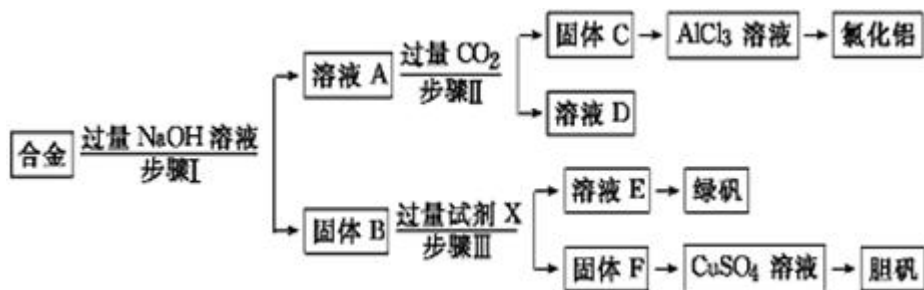 固体 C
AlCl₃ 溶液
氯化铝
溶液 A
过量 CO₂
步骤Ⅱ
溶液 D
合金
过量 NaOH 溶液
步骤Ⅰ
固体 B
过量试剂 X
步骤Ⅲ
溶液 E
绿矾
固体 F
CuSO₄ 溶液
胆矾